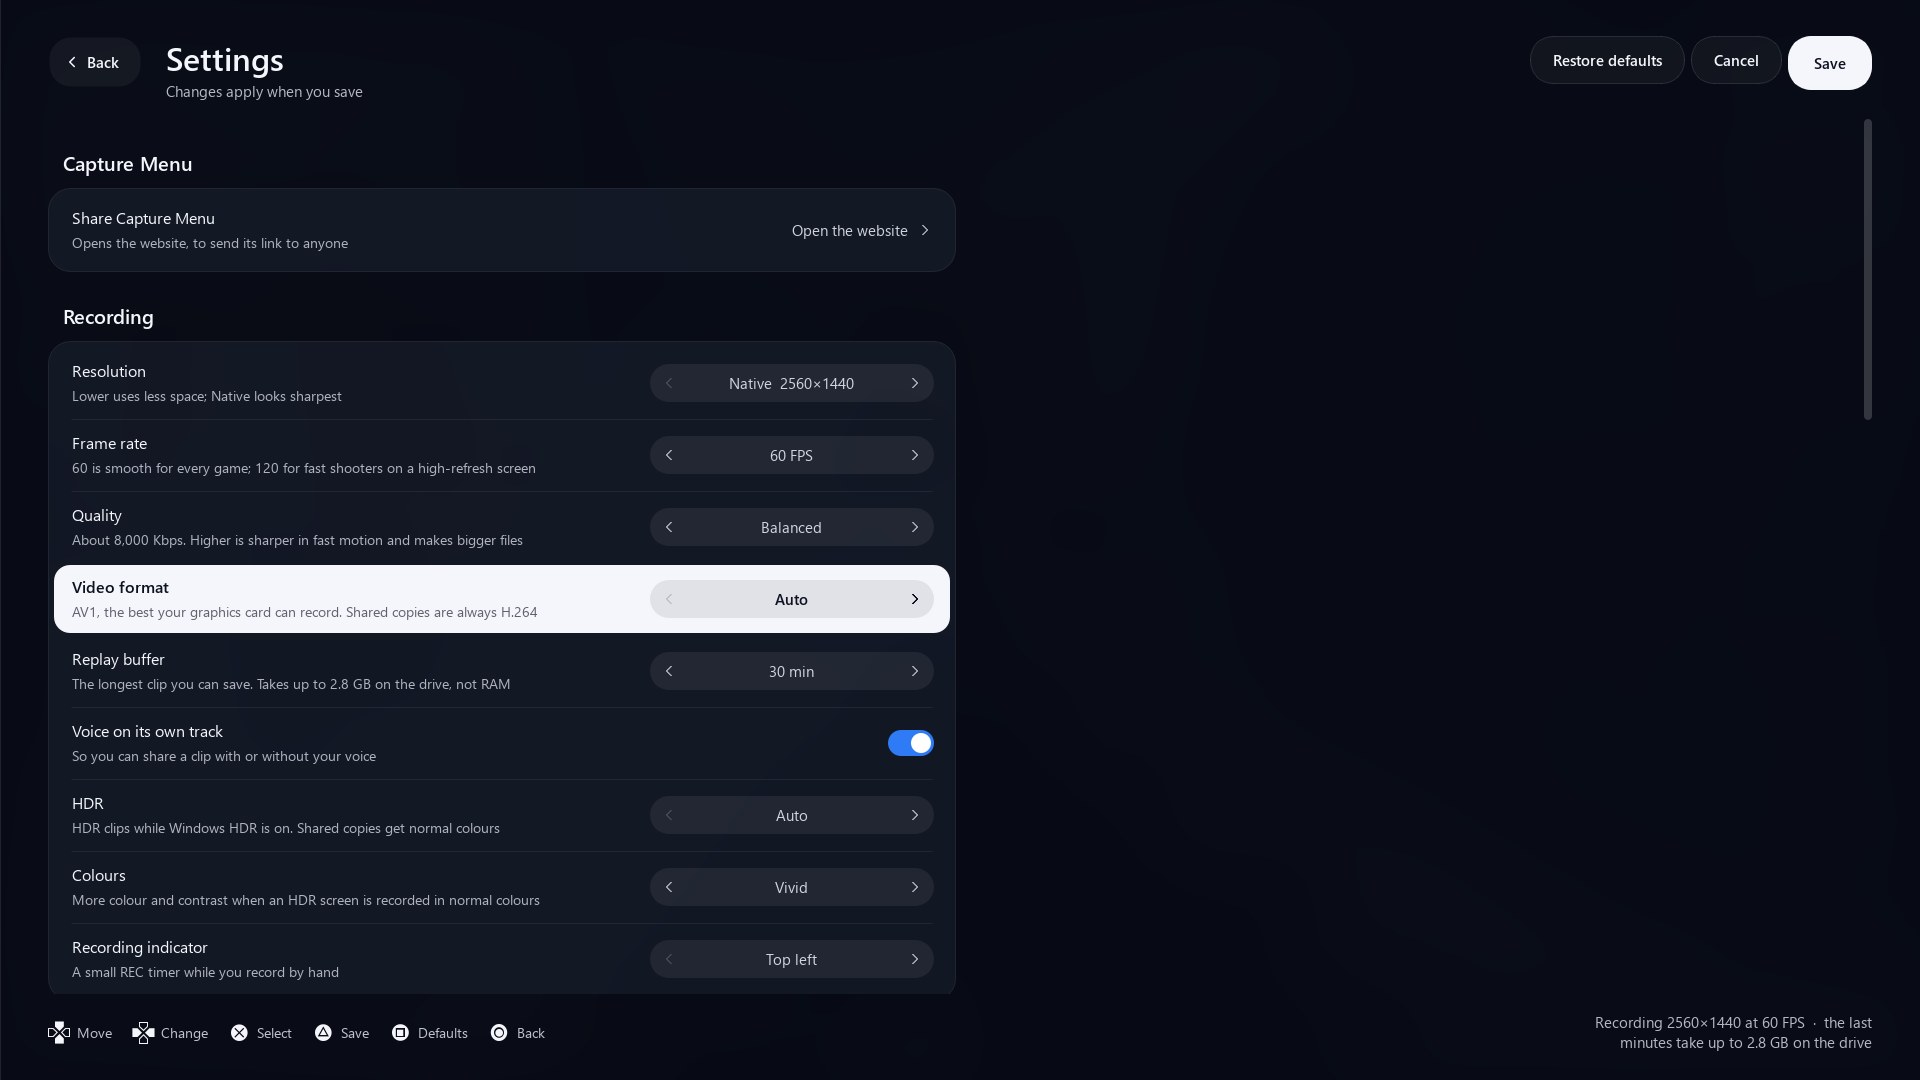 Back
Settings
Changes apply when you save
Restore defaults
Cancel
Save
Capture Menu
Share Capture Menu
Opens the website, to send its link to anyone
Open the website
Recording
Resolution
Lower uses less space; Native looks sharpest
Native 2560×1440
Frame rate
60 is smooth for every game; 120 for fast shooters on a high-refresh screen
60 FPS
Quality
About 8,000 Kbps. Higher is sharper in fast motion and makes bigger files
Balanced
Video format
AV1, the best your graphics card can record. Shared copies are always H.264
Auto
Replay buffer
The longest clip you can save. Takes up to 2.8 GB on the drive, not RAM
30 min
Voice on its own track
So you can share a clip with or without your voice
HDR
HDR clips while Windows HDR is on. Shared copies get normal colours
Auto
Colours
More colour and contrast when an HDR screen is recorded in normal colours
Vivid
Recording indicator
A small REC timer while you record by hand
Top left
Move Change Select Save Defaults Back
Recording 2560×1440 at 60 FPS · the last
minutes take up to 2.8 GB on the drive